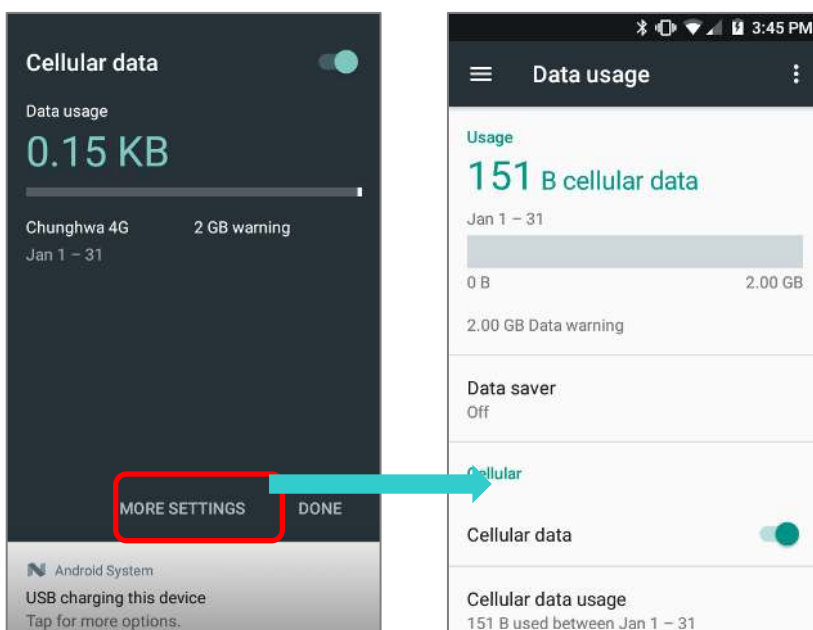 Cellular data
Data usage
0.15 KB
Chunghwa 4G
2 GB warning
Jan 1 – 31
MORE SETTINGS
DONE
Android System
USB charging this device
Tap for more options.
3:45 PM
Data usage
Usage
151 B cellular data
Jan 1 – 31
0 B
2.00 GB
2.00 GB Data warning
Data saver
Off
Cellular
Cellular data
Cellular data usage
151 B used between Jan 1 – 31